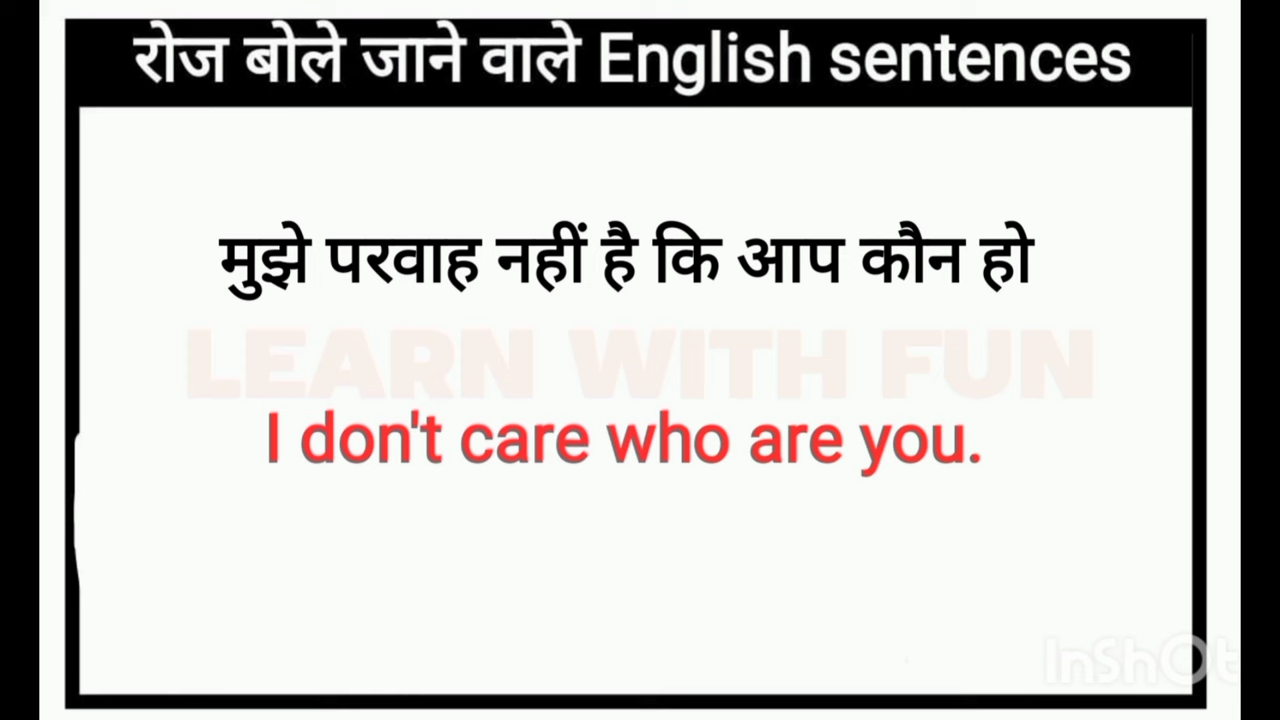 रोज बोले जाने वाले English sentences
मुझे परवाह नहीं है कि आप कौन हो
LEARN WITH FUN
I don't care who are you.
InShOt